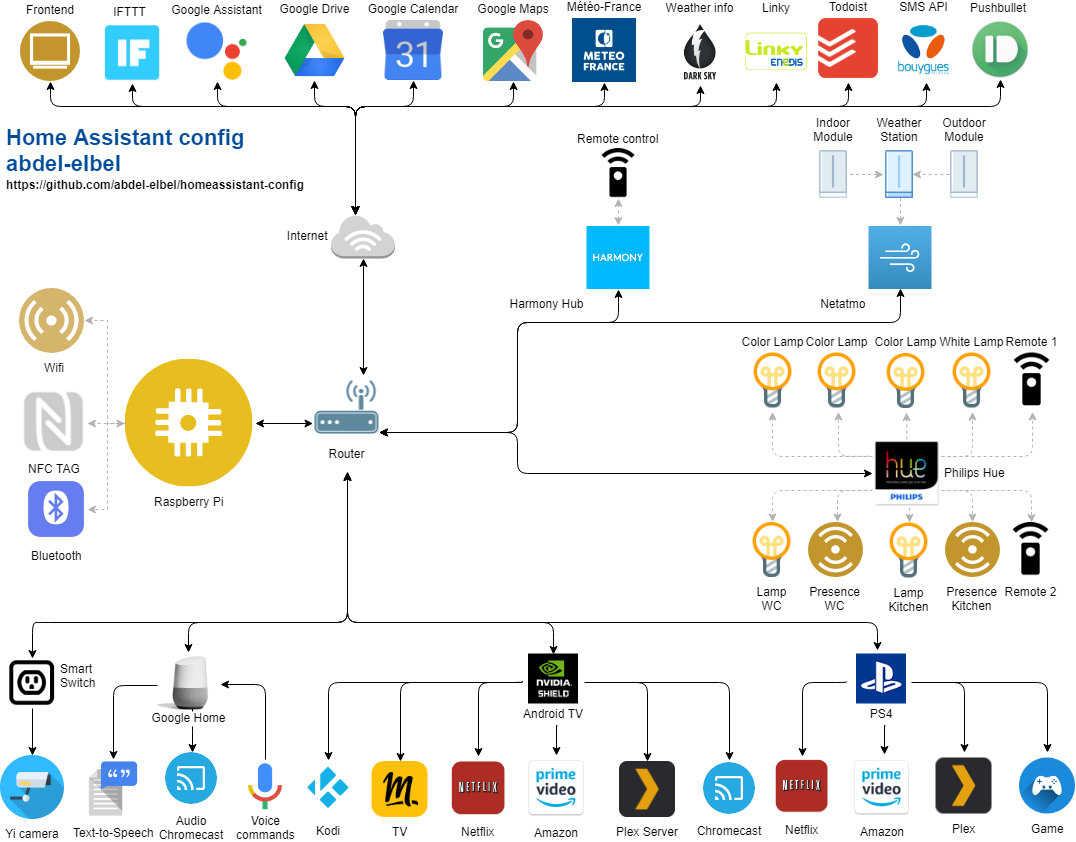 Frontend
IFTTT
Google Assistant
Google Drive
Google Calendar
Google Maps
Météo-France
Weather info
Linky
Todoist
SMS API
Pushbullet
IF
31
G
METEO
FRANCE
DARK SKY
Linky
ENEDIS
bouygues
Home Assistant config
abdel-elbel
https://github.com/abdel-elbel/homeassistant-config
Remote control
Indoor
Module
Weather
Station
Outdoor
Module
Internet
HARMONY
Harmony Hub
Netatmo
Wifi
NFC TAG
Bluetooth
Raspberry Pi
Router
Color Lamp
Color Lamp
Color Lamp
White Lamp
Remote 1
hue
PHILIPS
Philips Hue
Lamp
WC
Presence
WC
Lamp
Kitchen
Presence
Kitchen
Remote 2
Smart
Switch
Google Home
NVIDIA.
SHIELD
Android TV
PS4
Yi camera
Text-to-Speech
Audio
Chromecast
Voice
commands
Kodi
M.
TV
NETFLIX
Netflix
prime
video
Amazon
Plex Server
Chromecast
NETFLIX
Netflix
prime
video
Amazon
Plex
Game